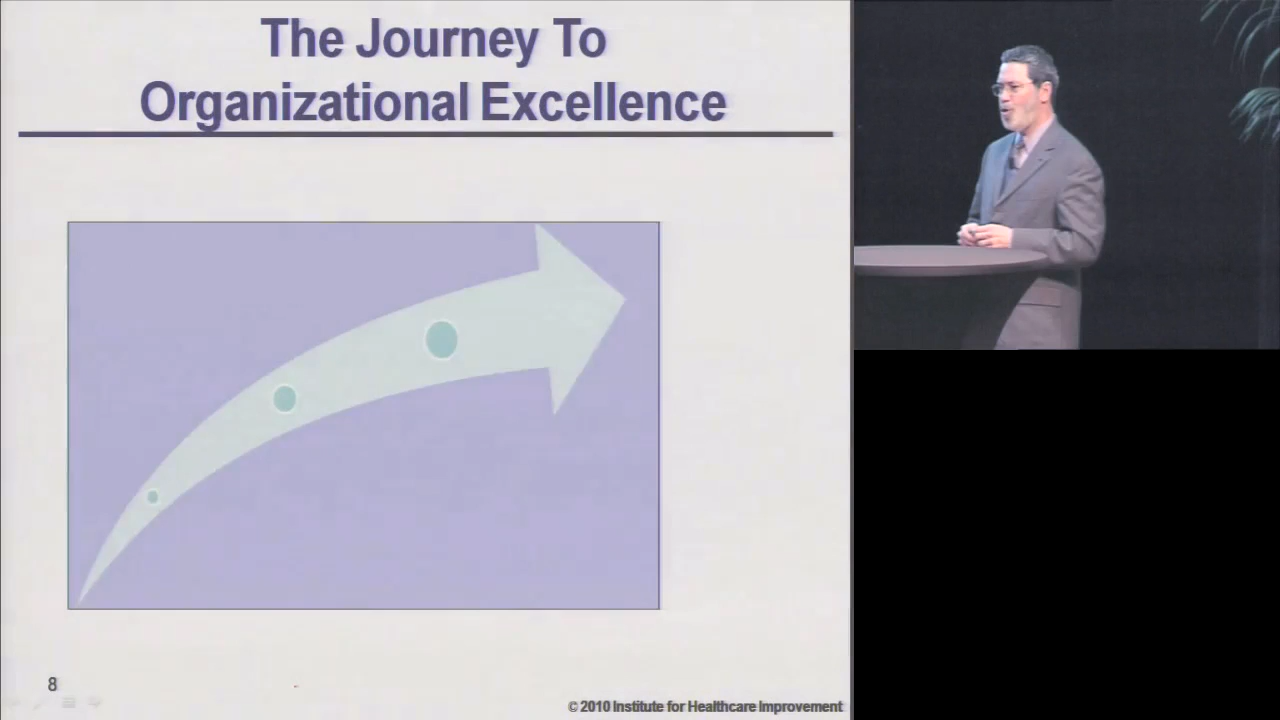 The Journey To
Organizational Excellence
8
© 2010 Institute for Healthcare Improvement